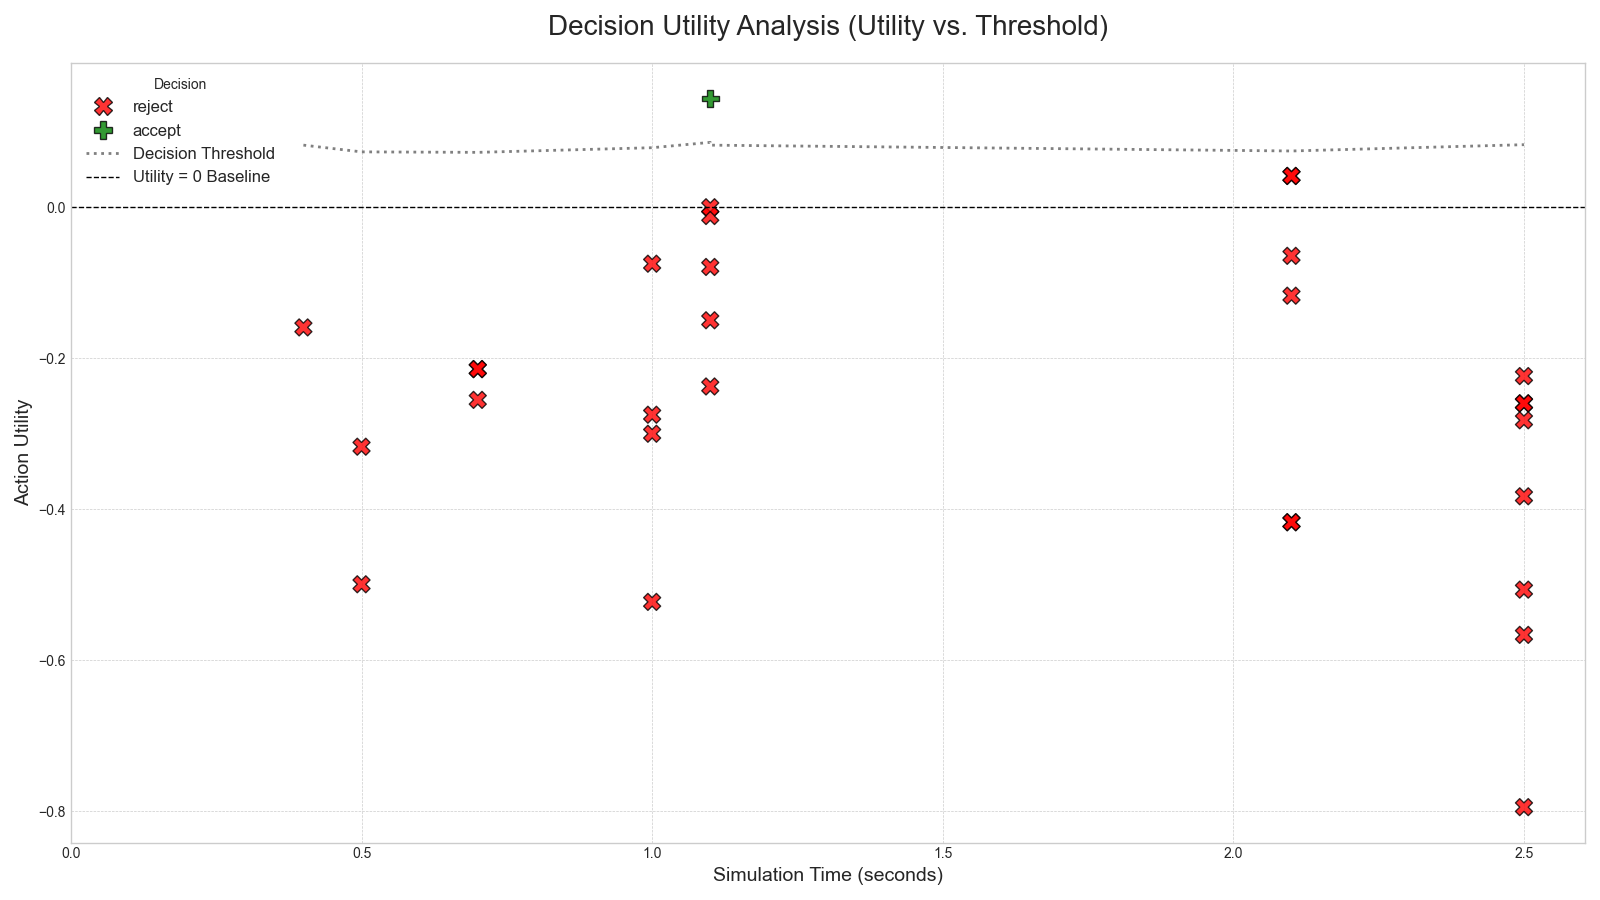 Decision Utility Analysis (Utility vs. Threshold)
Decision
reject
accept
Decision Threshold
Utility = 0 Baseline
0.0
−0.2
−0.4
−0.6
−0.8
Action Utility
0.0 0.5 1.0 1.5 2.0 2.5
Simulation Time (seconds)